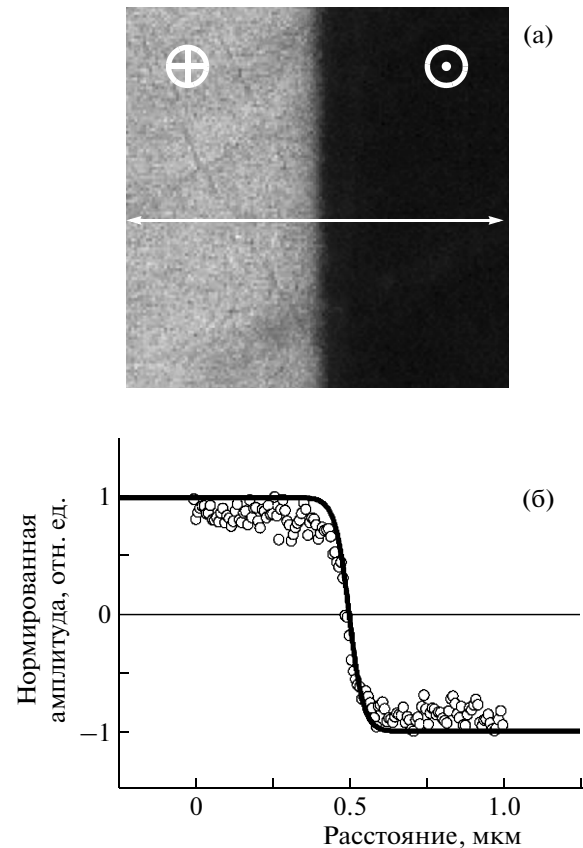 (а)
(б)
Нормированная
амплитуда, отн. ед.
1
0
−1
0
0.5
1.0
Расстояние, мкм